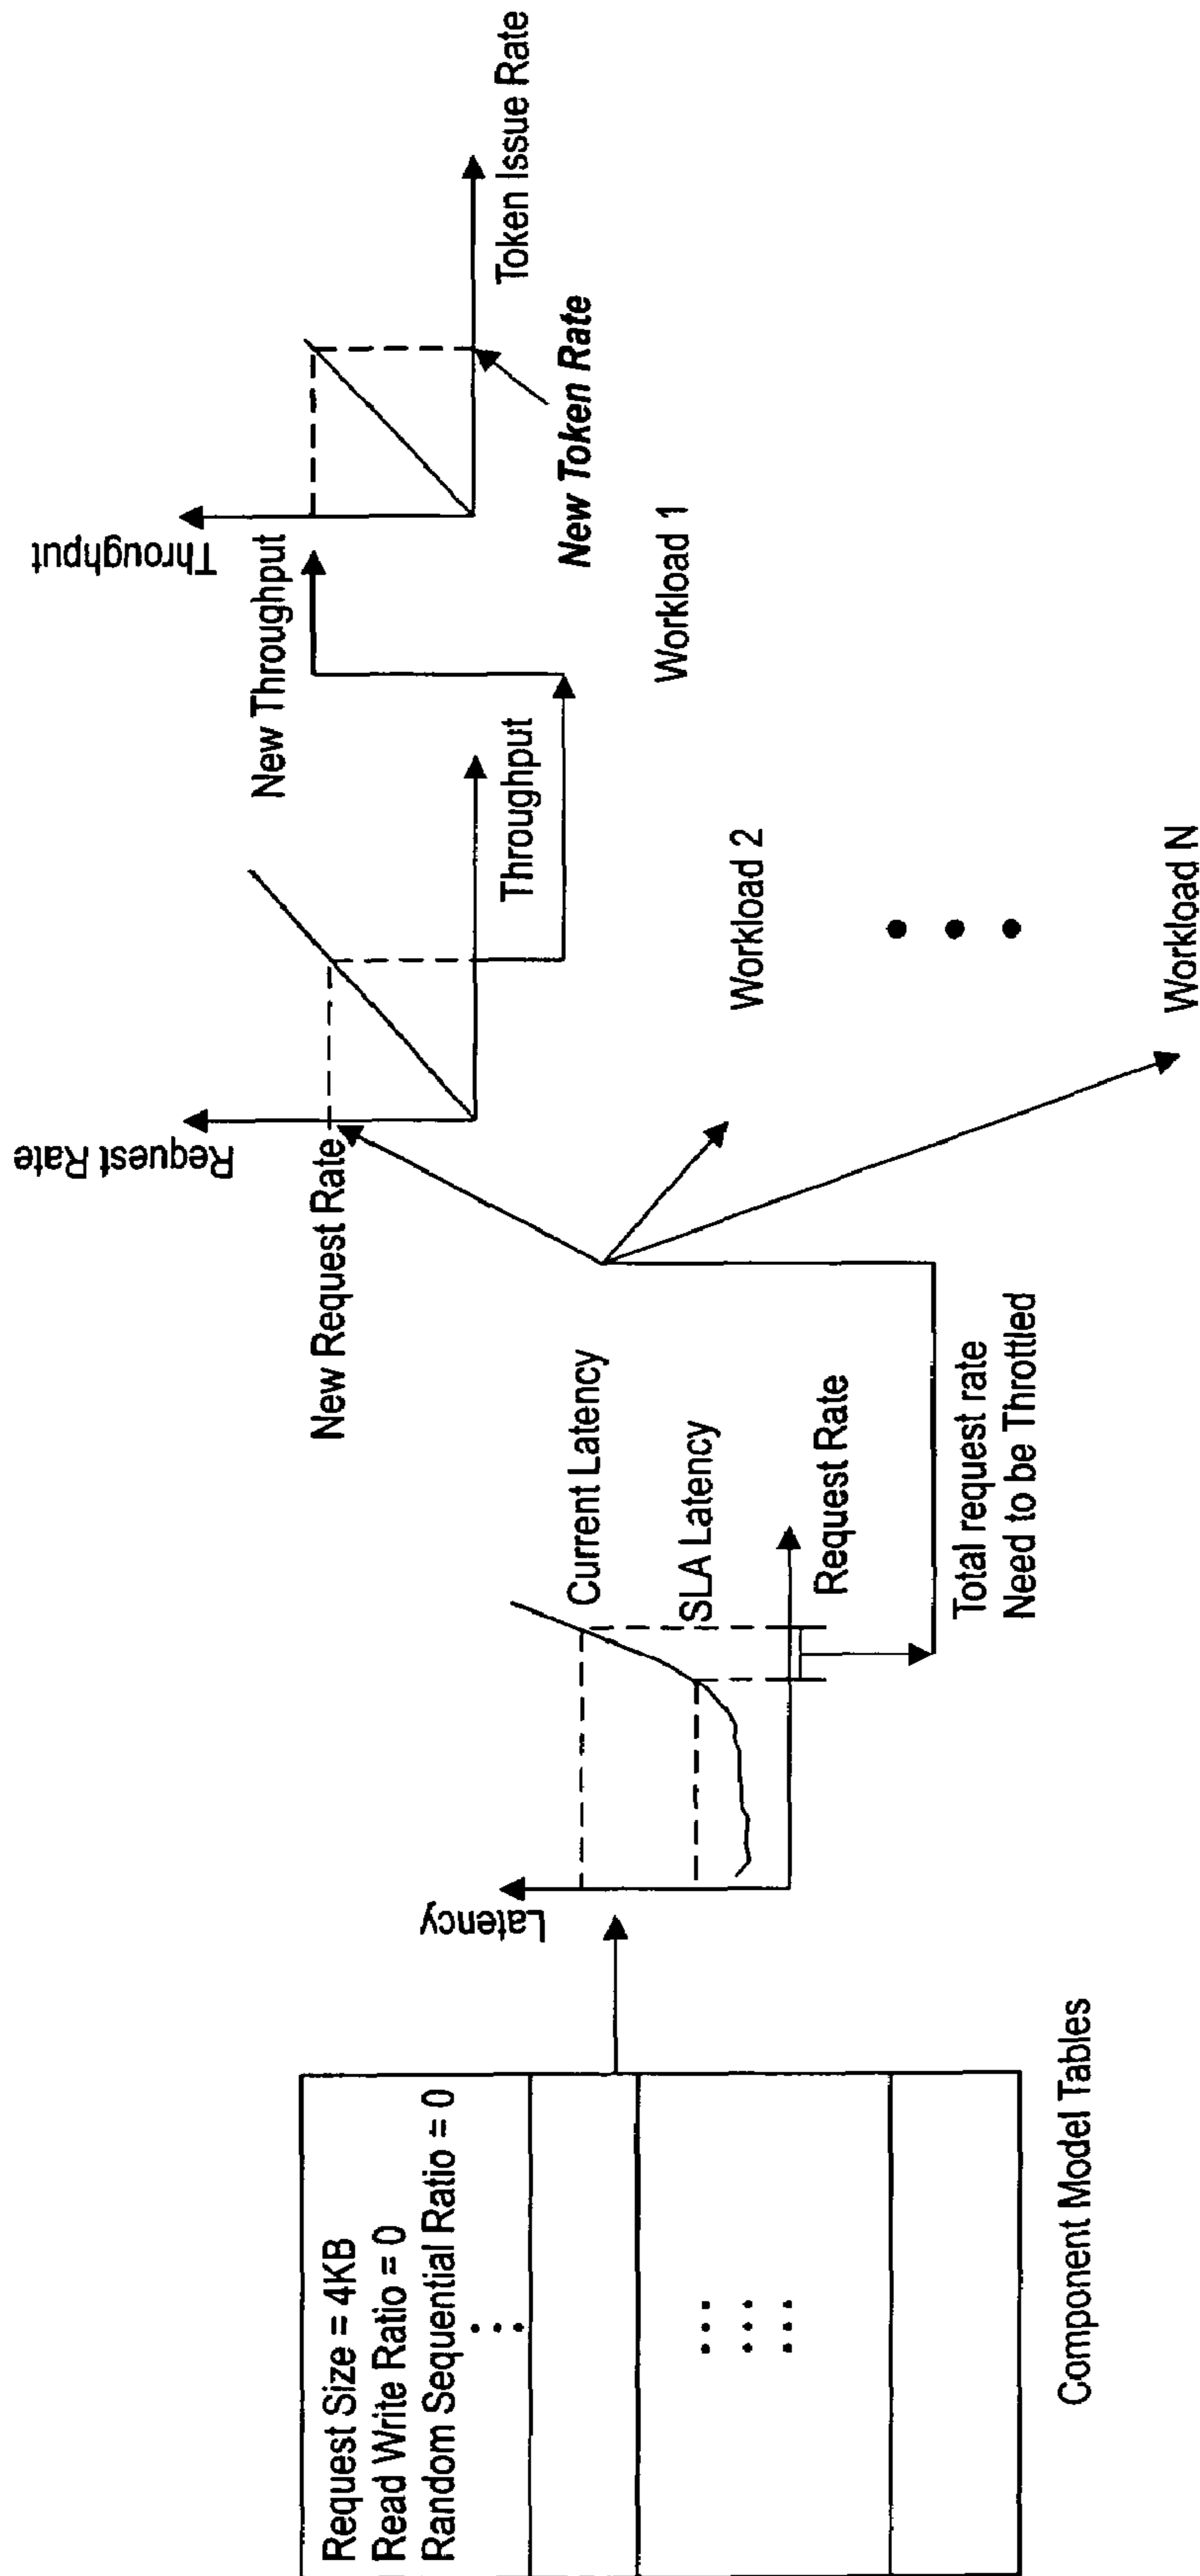 Request Size = 4KB
Read Write Ratio = 0
Random Sequential Ratio = 0
Component Model Tables
Latency
Current Latency
SLA Latency
Request Rate
Total request rate
Need to be Throttled
Request Rate
New Request Rate
Throughput
New Throughput
Throughput
Token Issue Rate
New Token Rate
Workload 1
Workload 2
Workload N